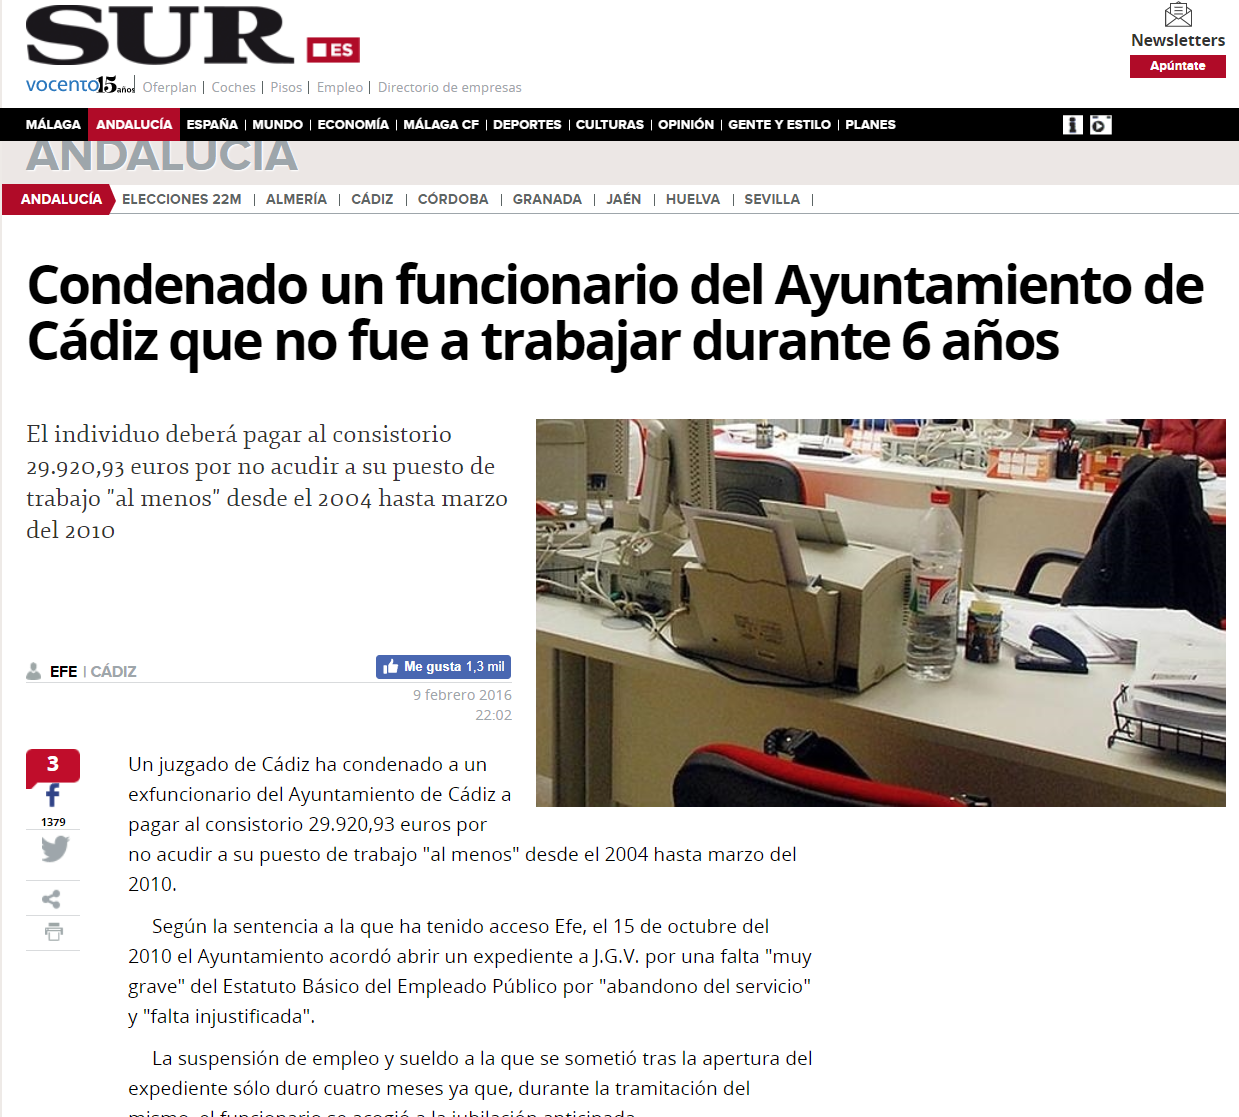 SUR ES
Newsletters
Apúntate
vocento 15 años Oferplan | Coches | Pisos | Empleo | Directorio de empresas
MÁLAGA ANDALUCÍA ESPAÑA | MUNDO | ECONOMÍA | MÁLAGA CF | DEPORTES | CULTURAS | OPINIÓN | GENTE Y ESTILO | PLANES
ANDALUCÍA
ANDALUCÍA ELECCIONES 22M | ALMERÍA | CÁDIZ | CÓRDOBA | GRANADA | JAÉN | HUELVA | SEVILLA |
Condenado un funcionario del Ayuntamiento de
Cádiz que no fue a trabajar durante 6 años
El individuo deberá pagar al consistorio
29.920,93 euros por no acudir a su puesto de
trabajo "al menos" desde el 2004 hasta marzo
del 2010
EFE | CÁDIZ
Me gusta 1,3 mil
9 febrero 2016
22:02
3
1379
Un juzgado de Cádiz ha condenado a un
exfuncionario del Ayuntamiento de Cádiz a
pagar al consistorio 29.920,93 euros por
no acudir a su puesto de trabajo "al menos" desde el 2004 hasta marzo del
2010.
Según la sentencia a la que ha tenido acceso Efe, el 15 de octubre del
2010 el Ayuntamiento acordó abrir un expediente a J.G.V. por una falta "muy
grave" del Estatuto Básico del Empleado Público por "abandono del servicio"
y "falta injustificada".
La suspensión de empleo y sueldo a la que se sometió tras la apertura del
expediente sólo duró cuatro meses ya que, durante la tramitación del
mismo, el funcionario se acogió a la jubilación anticipada.